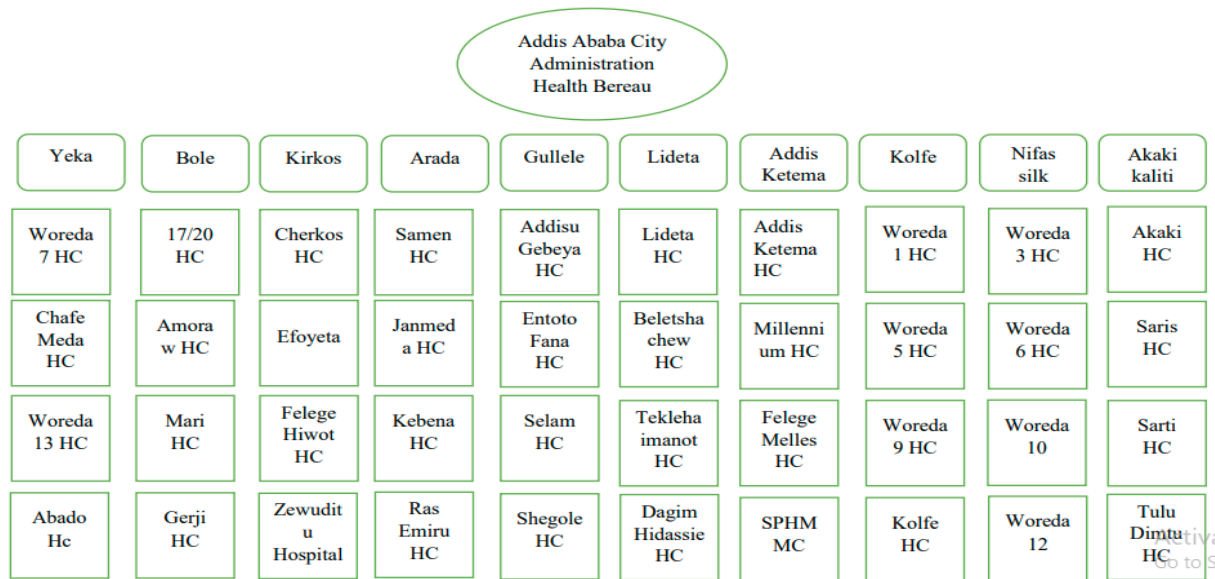 Addis Ababa City
Administration
Health Bereau
Yeka
Bole
Kirkos
Arada
Gullele
Lideta
Addis
Ketema
Kolfe
Nifas
silk
Akaki
kaliti
Woreda
7 HC
17/20
HC
Cherkos
HC
Samen
HC
Addisu
Gebeya
HC
Lideta
HC
Addis
Ketema
HC
Woreda
1 HC
Woreda
3 HC
Akaki
HC
Chafe
Meda
HC
Amora
w HC
Efoyeta
Janmed
a HC
Entoto
Fana
HC
Beletsha
chew
HC
Millenni
um HC
Woreda
5 HC
Woreda
6 HC
Saris
HC
Woreda
13 HC
Mari
HC
Felege
Hiwot
HC
Kebena
HC
Selam
HC
Tekleha
imanot
HC
Felege
Melles
HC
Woreda
9 HC
Woreda
10
Sarti
HC
Abado
Hc
Gerji
HC
Zewudit
u
Hospital
Ras
Emiru
HC
Shegole
HC
Dagim
Hidassie
HC
SPHM
MC
Kolfe
HC
Woreda
12
Tulu
Dimtu
HC
Activa
Go to S